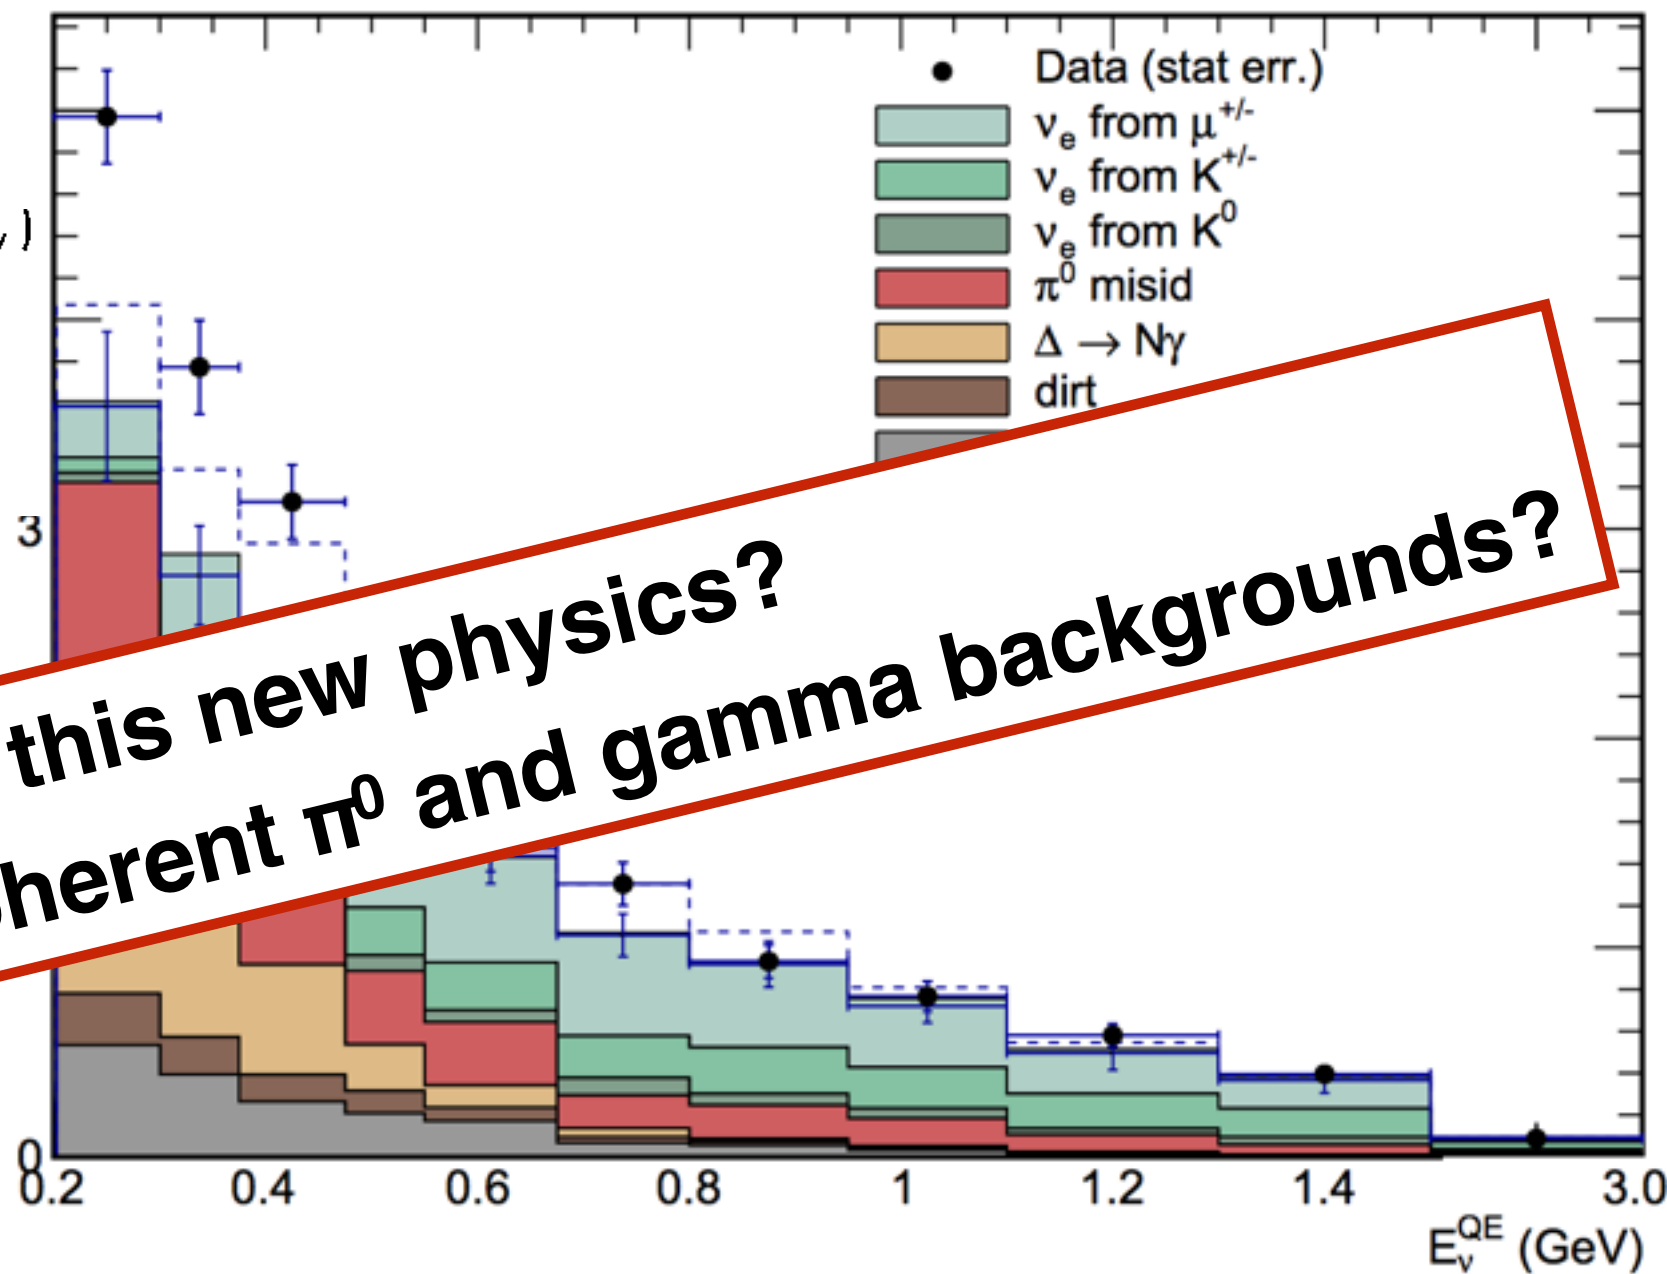 Data (stat err.)
νₑ from μ⁺/⁻
νₑ from K⁺/⁻
νₑ from K⁰
π⁰ misid
Δ → Nγ
dirt
this new physics?
herent π⁰ and gamma backgrounds?
3
0
0.2 0.4 0.6 0.8 1 1.2 1.4 3.0
E_ν^QE (GeV)